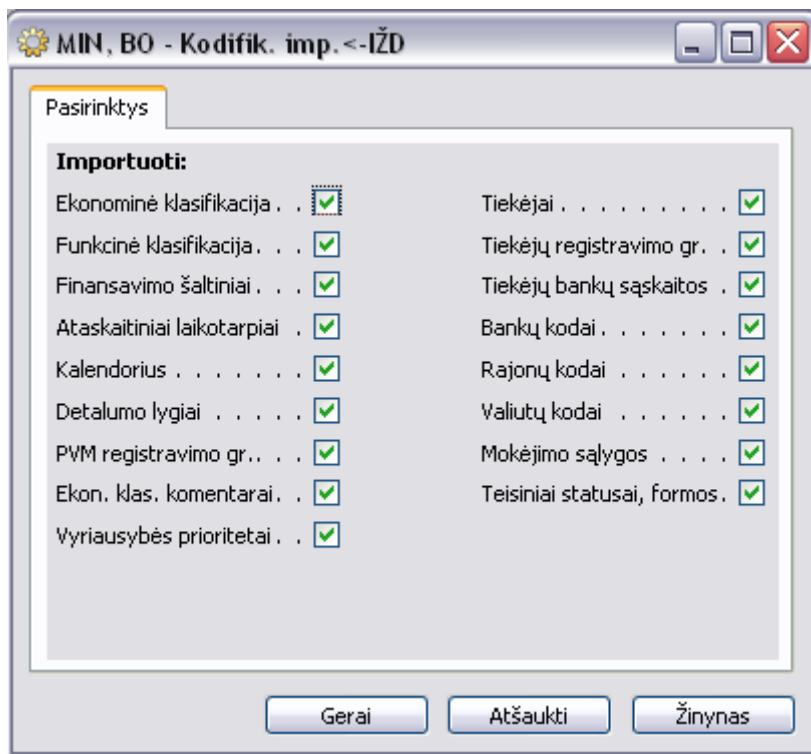 MIN, BO - Kodifik. imp.<-IŽD
Pasirinktys
Importuoti:
Ekonominė klasifikacija . .
Funkcinė klasifikacija. . .
Finansavimo šaltiniai . . .
Ataskaitiniai laikotarpiai .
Kalendorius . . . . . . .
Detalumo lygiai . . . . .
PVM registravimo gr.. . .
Ekon. klas. komentarai. . .
Vyriausybės prioritetai . .
Tiekėjai . . . . . . . . .
Tiekėjų registravimo gr. .
Tiekėjų bankų sąskaitos .
Bankų kodai. . . . . . .
Rajonų kodai . . . . . .
Valiutų kodai . . . . . .
Mokėjimo sąlygos . . . .
Teisiniai statusai, formos.
Gerai
Atšaukti
Žinynas